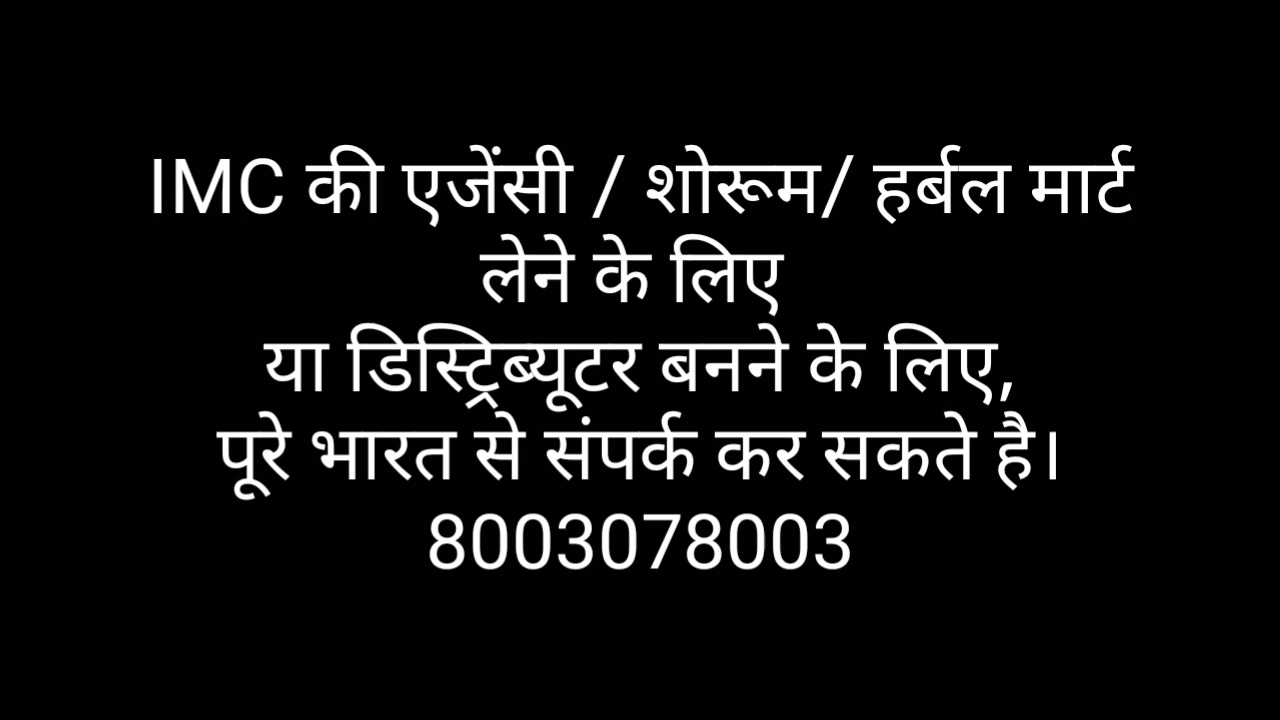 IMC की एजेंसी / शोरूम/ हर्बल मार्ट
लेने के लिए
या डिस्ट्रिब्यूटर बनने के लिए,
पूरे भारत से संपर्क कर सकते है।
8003078003